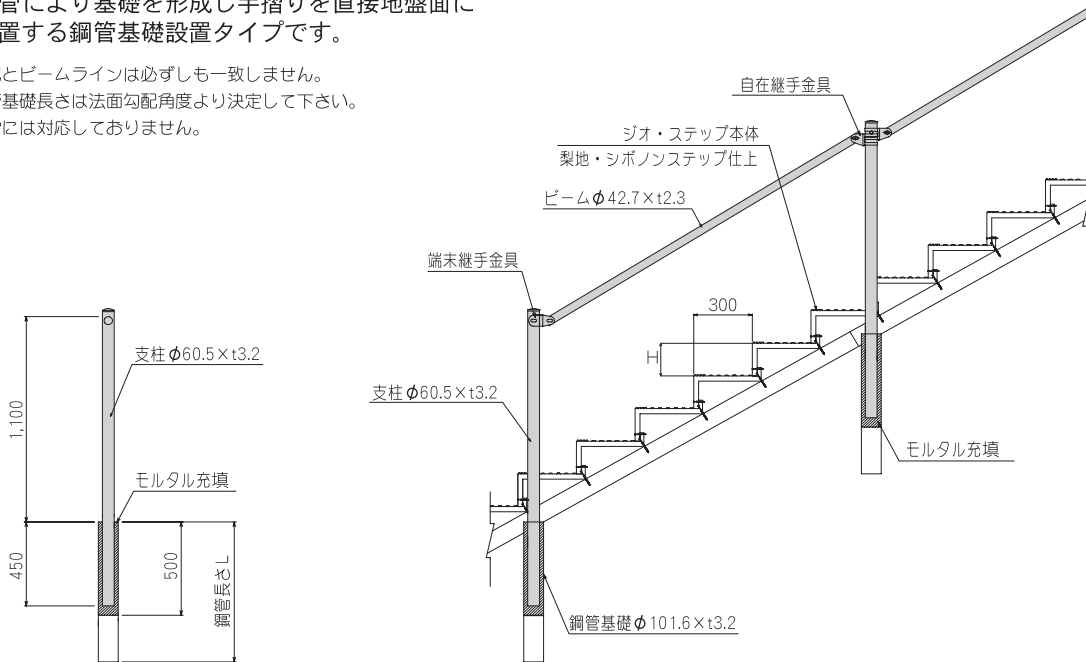 管により基礎を形成し手摺りを直接地盤面に
置する鋼管基礎設置タイプです。
とビームラインは必ずしも一致しません。
基礎長さは法面勾配角度より決定して下さい。
には対応しておりません。
自在継手金具
ジオ・ステップ本体
梨地・シボノンステップ仕上
ビームφ42.7×t2.3
端末継手金具
300
H
支柱φ60.5×t3.2
支柱φ60.5×t3.2
1,100
モルタル充填
モルタル充填
450
500
鋼管長さL
鋼管基礎φ101.6×t3.2